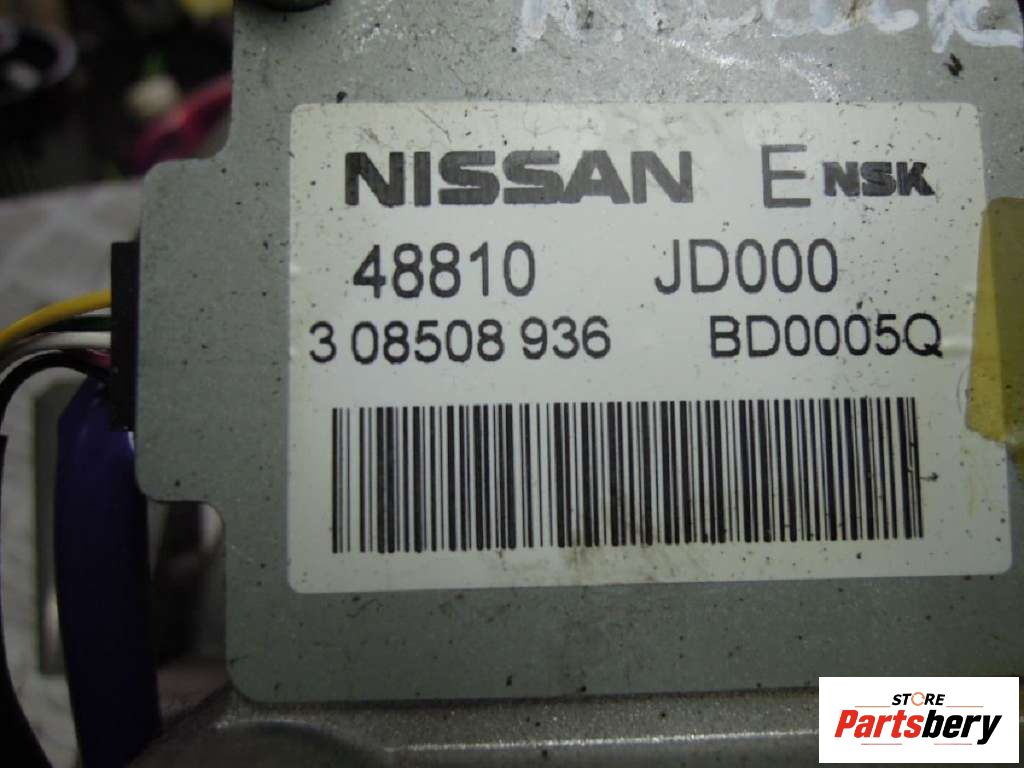 NISSAN E NSK
48810 JD000
3 08508 936 BD0005Q
STORE
Partsbery